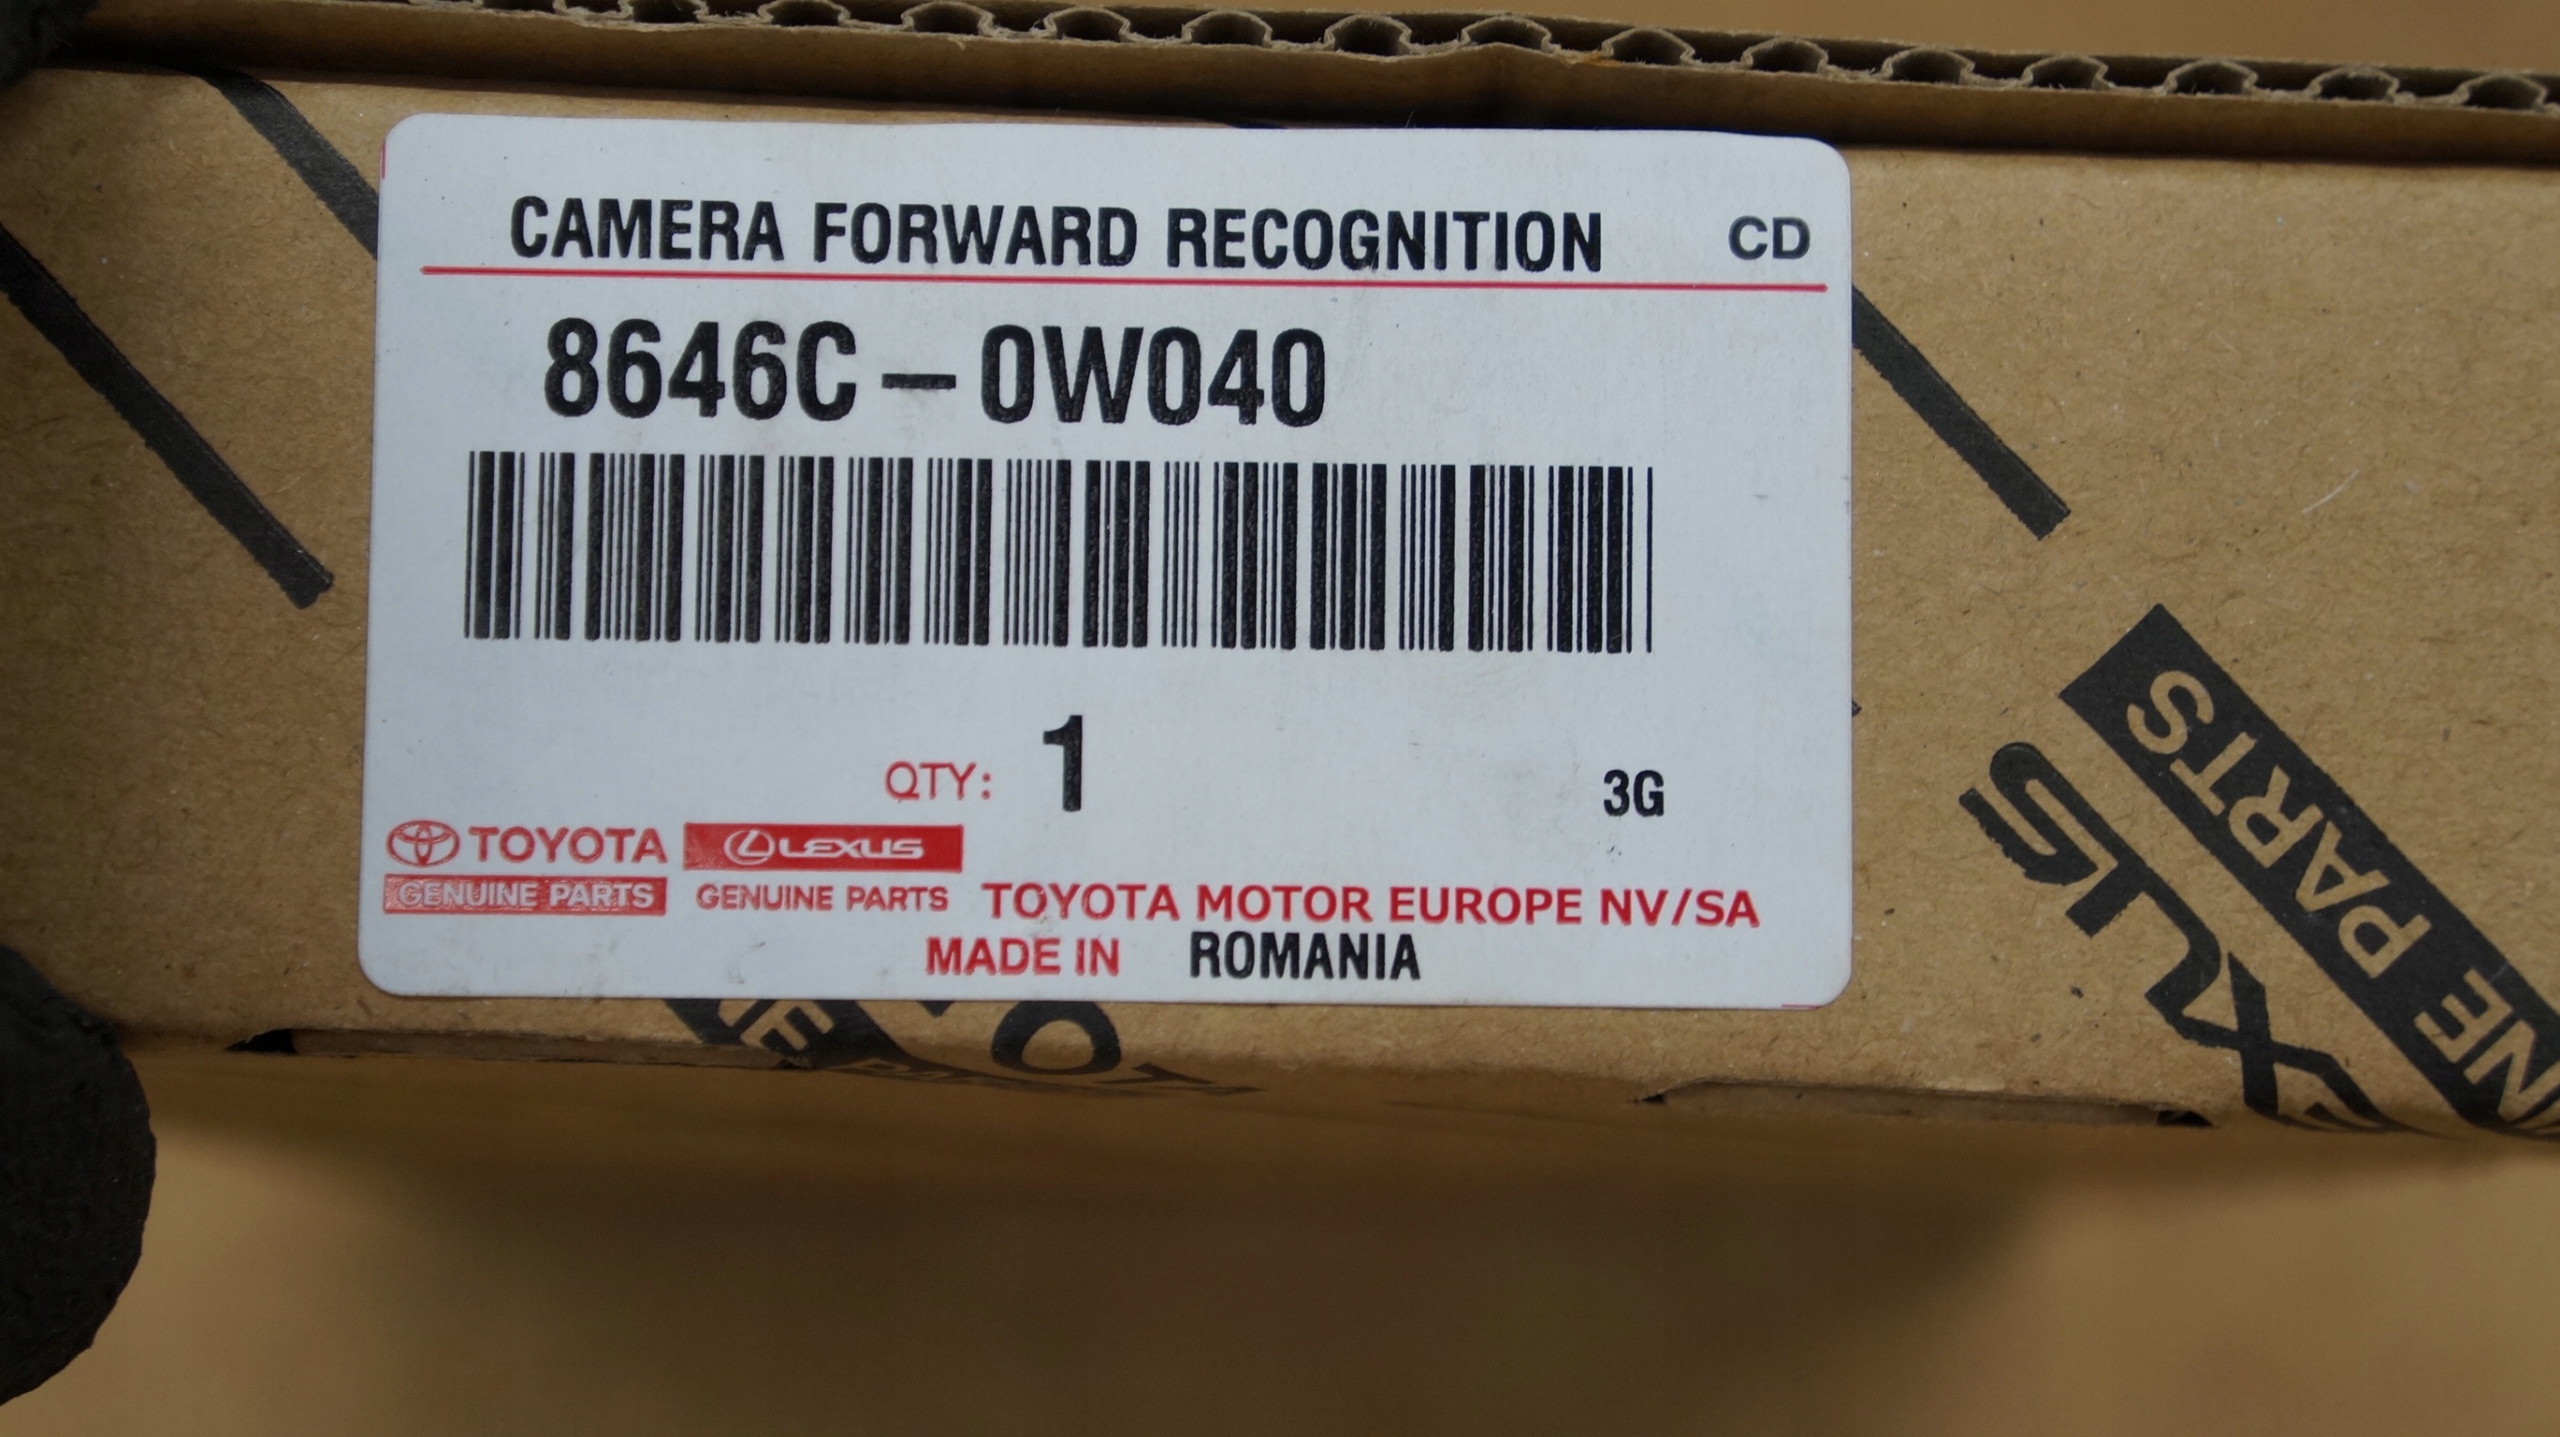 CAMERA FORWARD RECOGNITION CD
8646C-0W040
QTY: 1 3G
TOYOTA LEXUS
GENUINE PARTS GENUINE PARTS TOYOTA MOTOR EUROPE NV/SA
MADE IN ROMANIA
PARTS